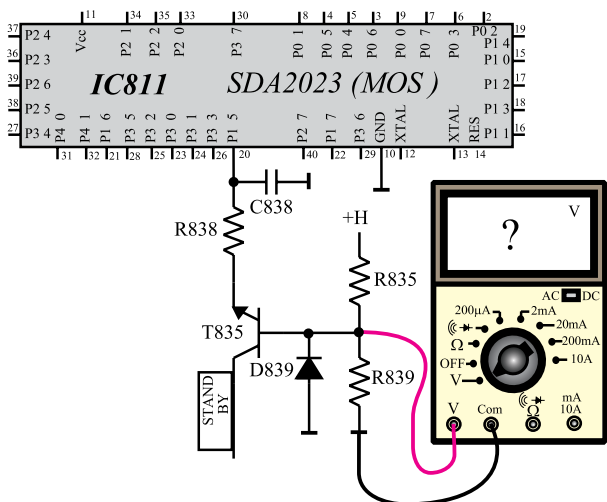 11 34 35 33 30 8 4 5 3 9 7 6 2
37 P2 4 Vcc P2 1 P2 2 P2 0 P3 7 P0 1 P0 5 P0 4 P0 6 P0 0 P0 7 P0 3 P0 2 19
P1 4
36 P2 3 P1 0 15
39 P2 6 IC811 SDA2023 (MOS) P1 2 17
38 P2 5 P1 3 18
27 P3 4 P4 0 P4 1 P1 6 P3 5 P3 2 P3 0 P3 1 P3 3 P1 5 P2 7 P1 7 P3 6 GND XTAL XTAL RES P1 1 16
31 32 21 28 25 23 24 26 20 40 22 29 10 12 13 14
C838
R838
+H
R835
T835
D839
R839
STAND
BY
V
?
AC DC
200µA 2mA
20mA
Ω 200mA
OFF 10A
V
V Com Ω mA
10A